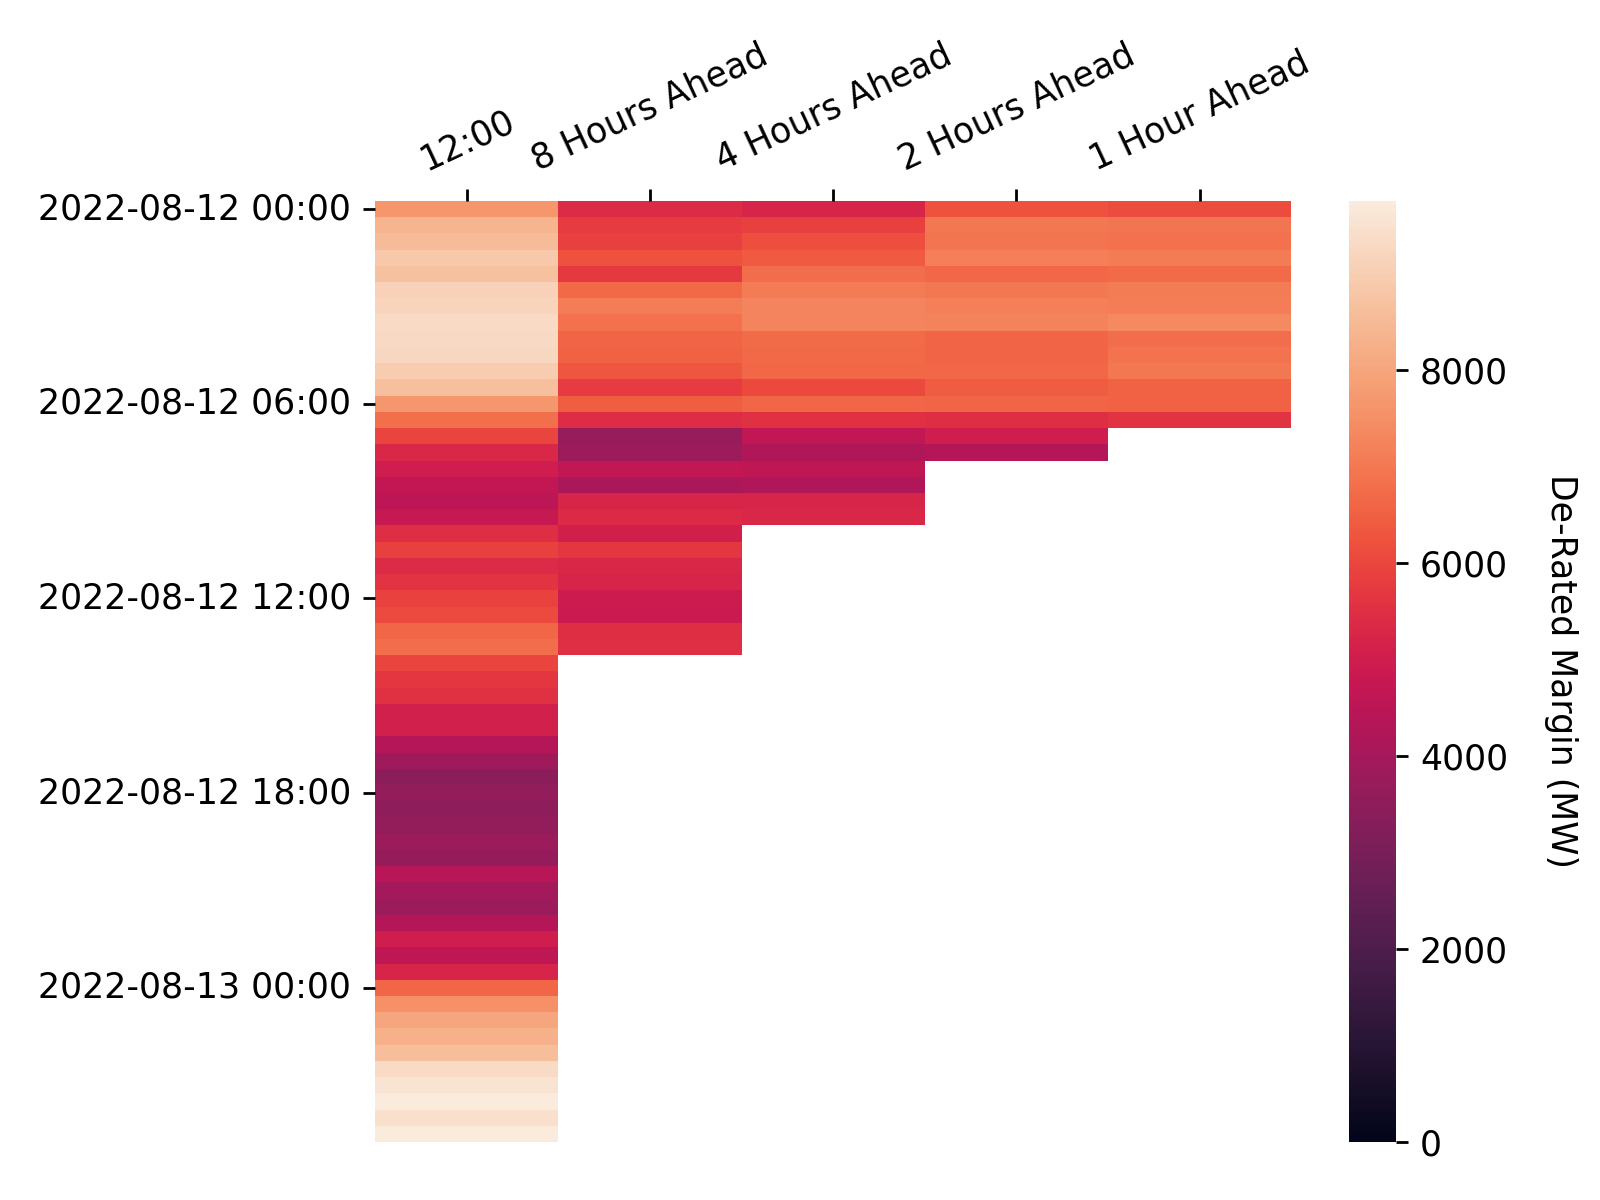 12:00
8 Hours Ahead
4 Hours Ahead
2 Hours Ahead
1 Hour Ahead
2022-08-12 00:00
2022-08-12 06:00
2022-08-12 12:00
2022-08-12 18:00
2022-08-13 00:00
8000
6000
4000
2000
0
De-Rated Margin (MW)